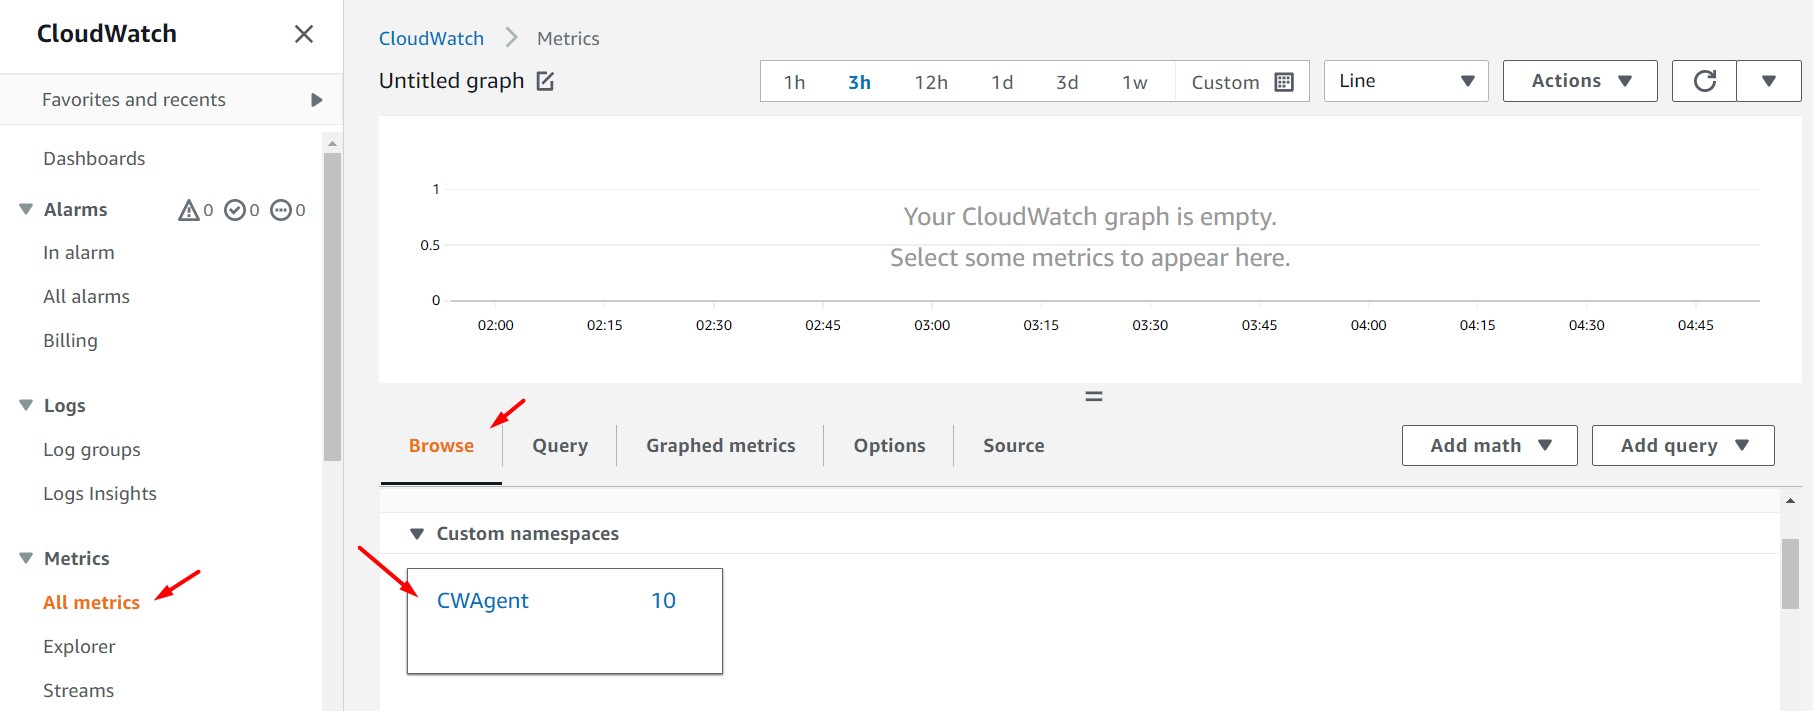 CloudWatch
Favorites and recents
Dashboards
Alarms 0 0 0
In alarm
All alarms
Billing
Logs
Log groups
Logs Insights
Metrics
All metrics
Explorer
Streams
CloudWatch Metrics
Untitled graph
1h 3h 12h 1d 3d 1w Custom Line Actions
1
Your CloudWatch graph is empty.
0.5
Select some metrics to appear here.
0
02:00 02:15 02:30 02:45 03:00 03:15 03:30 03:45 04:00 04:15 04:30 04:45
Browse Query Graphed metrics Options Source Add math Add query
Custom namespaces
CWAgent 10